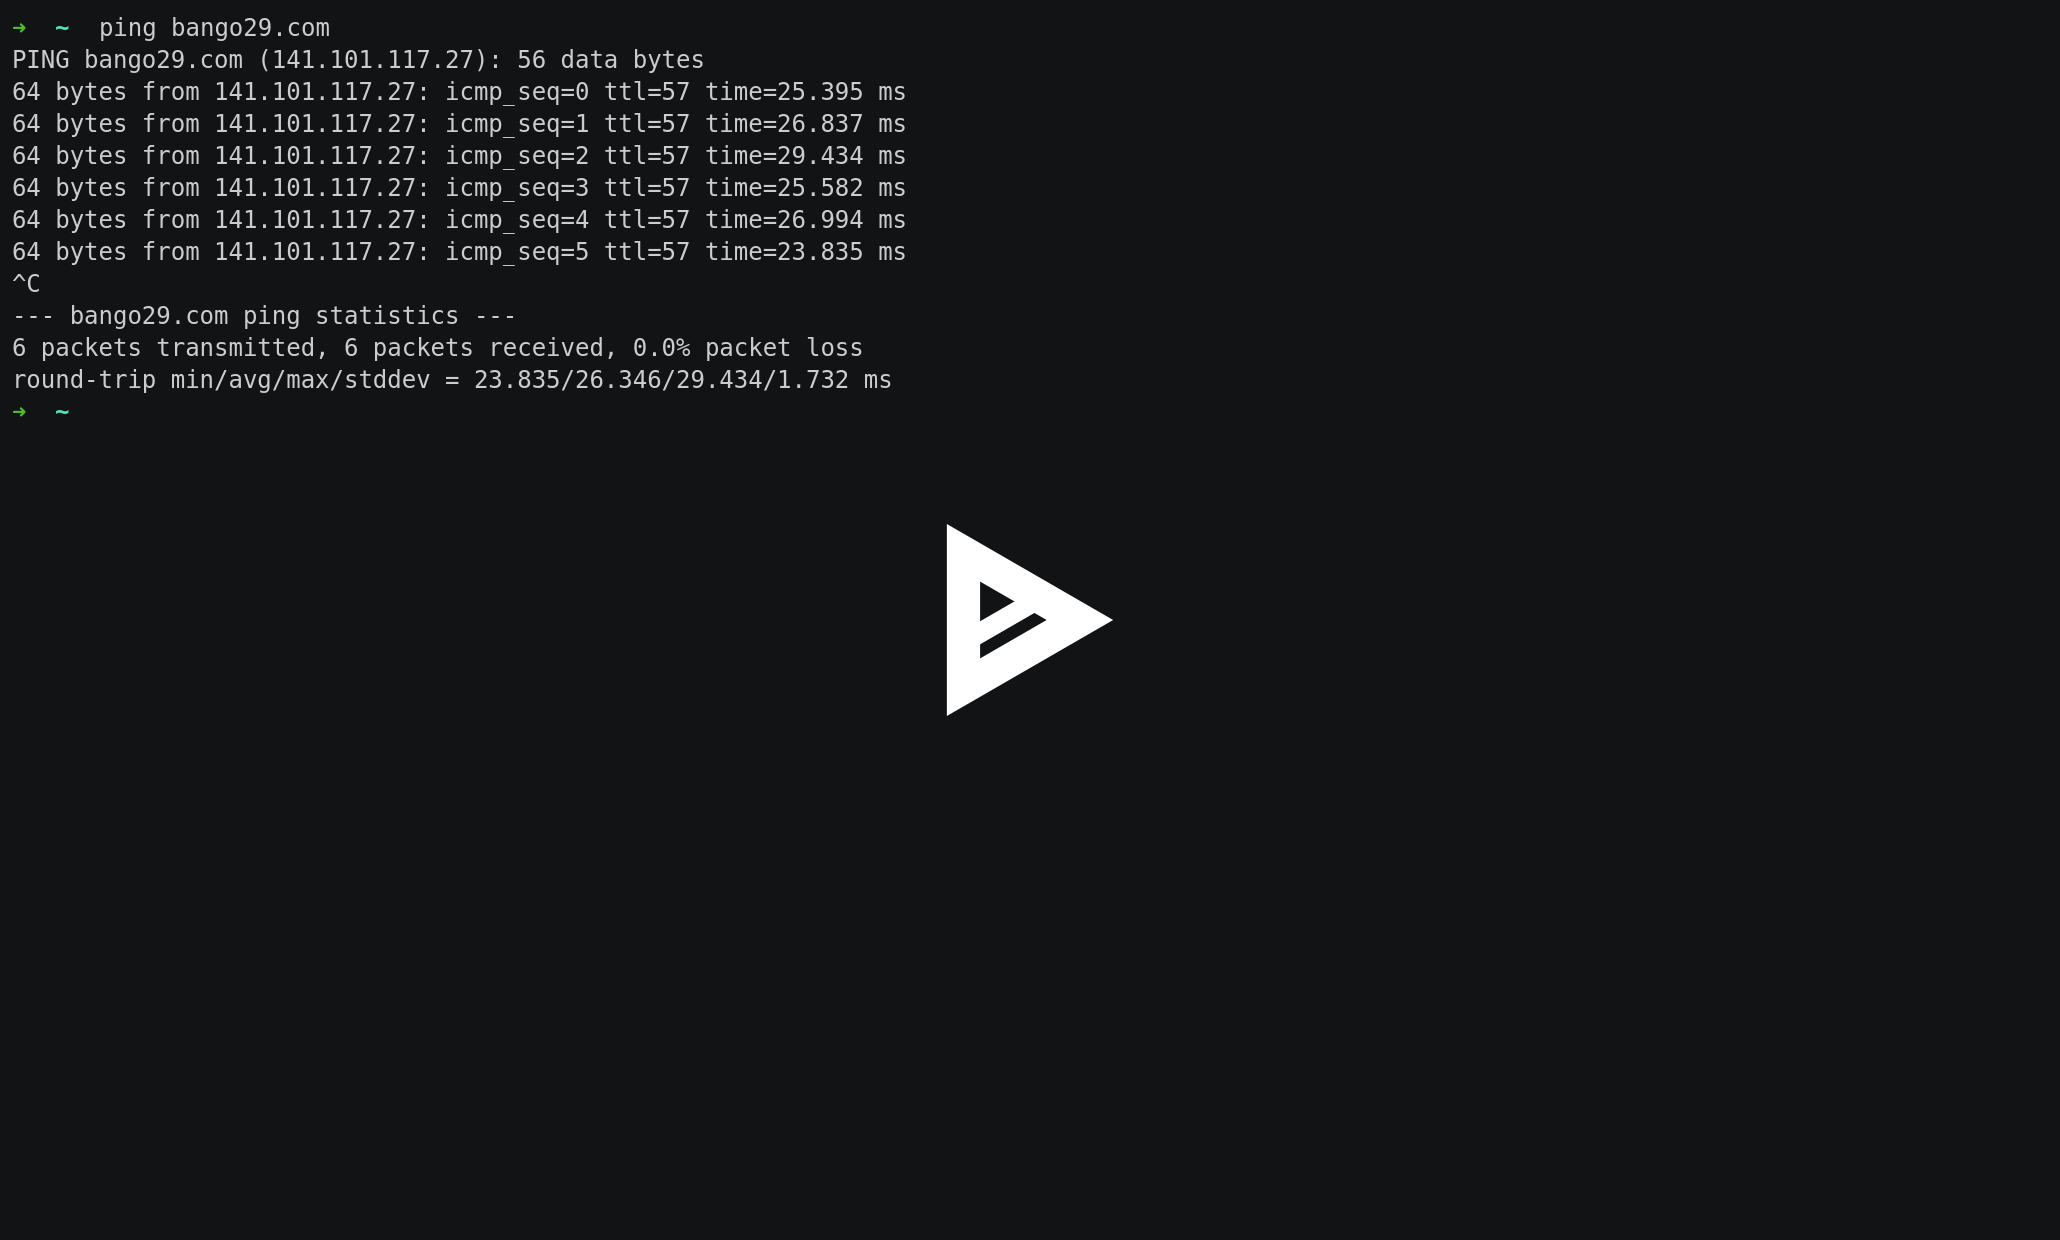 ➜  ~  ping bango29.com
PING bango29.com (141.101.117.27): 56 data bytes
64 bytes from 141.101.117.27: icmp_seq=0 ttl=57 time=25.395 ms
64 bytes from 141.101.117.27: icmp_seq=1 ttl=57 time=26.837 ms
64 bytes from 141.101.117.27: icmp_seq=2 ttl=57 time=29.434 ms
64 bytes from 141.101.117.27: icmp_seq=3 ttl=57 time=25.582 ms
64 bytes from 141.101.117.27: icmp_seq=4 ttl=57 time=26.994 ms
64 bytes from 141.101.117.27: icmp_seq=5 ttl=57 time=23.835 ms
^C
--- bango29.com ping statistics ---
6 packets transmitted, 6 packets received, 0.0% packet loss
round-trip min/avg/max/stddev = 23.835/26.346/29.434/1.732 ms
➜  ~